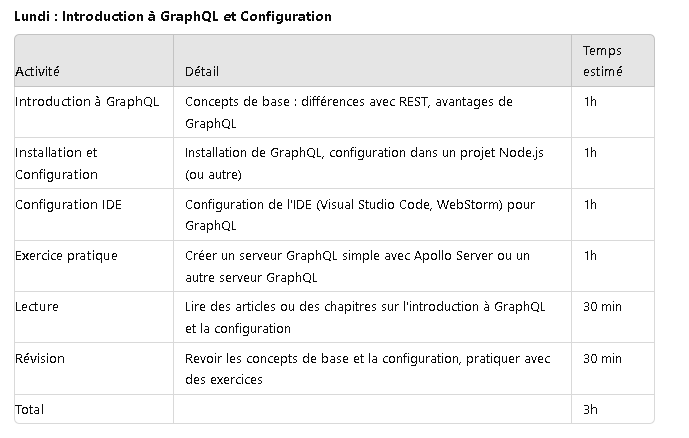 Lundi : Introduction à GraphQL et Configuration
Activité
Détail
Temps
estimé
Introduction à GraphQL
Concepts de base : différences avec REST, avantages de
GraphQL
1h
Installation et
Configuration
Installation de GraphQL, configuration dans un projet Node.js
(ou autre)
1h
Configuration IDE
Configuration de l'IDE (Visual Studio Code, WebStorm) pour
GraphQL
1h
Exercice pratique
Créer un serveur GraphQL simple avec Apollo Server ou un
autre serveur GraphQL
1h
Lecture
Lire des articles ou des chapitres sur l'introduction à GraphQL
et la configuration
30 min
Révision
Revoir les concepts de base et la configuration, pratiquer avec
des exercices
30 min
Total
3h